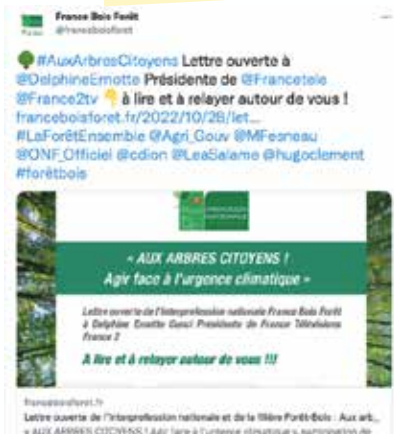 France Bois Forêt
@franceboisforet
#AuxArbresCitoyens Lettre ouverte à
@DelphineErnotte Présidente de @Francetele
@France2tv 👇 à lire et à relayer autour de vous !
franceboisforet.fr/2022/10/28/let...
#LaForêtEnsemble @Agri_Gouv @MFesneau
@ONF_Officiel @cdion @LeaSalame @hugoclement
#forêtbois
« AUX ARBRES CITOYENS !
Agir face à l'urgence climatique »
Lettre ouverte de l'Interprofession nationale France Bois Forêt
à Delphine Ernotte Cunci Présidente de France Télévisions
France 2
A lire et à relayer autour de vous !!!
franceboisforet.fr
Lettre ouverte de l'Interprofession nationale et de la filière Forêt-Bois : Aux arb...
« AUX ARBRES CITOYENS ! Agir face à l'urgence climatique », participation de